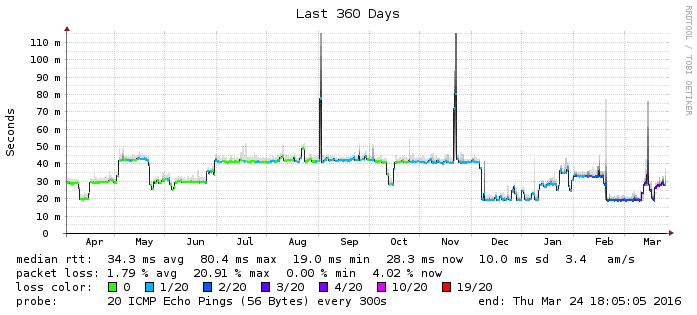 Last 360 Days
RRDTOOL / TOBI OETIKER
Seconds
110 m
100 m
90 m
80 m
70 m
60 m
50 m
40 m
30 m
20 m
10 m
0
Apr May Jun Jul Aug Sep Oct Nov Dec Jan Feb Mar
median rtt: 34.3 ms avg 80.4 ms max 19.0 ms min 28.3 ms now 10.0 ms sd 3.4 am/s
packet loss: 1.79 % avg 20.91 % max 0.00 % min 4.02 % now
loss color: 0 1/20 2/20 3/20 4/20 10/20 19/20
probe: 20 ICMP Echo Pings (56 Bytes) every 300s end: Thu Mar 24 18:05:05 2016